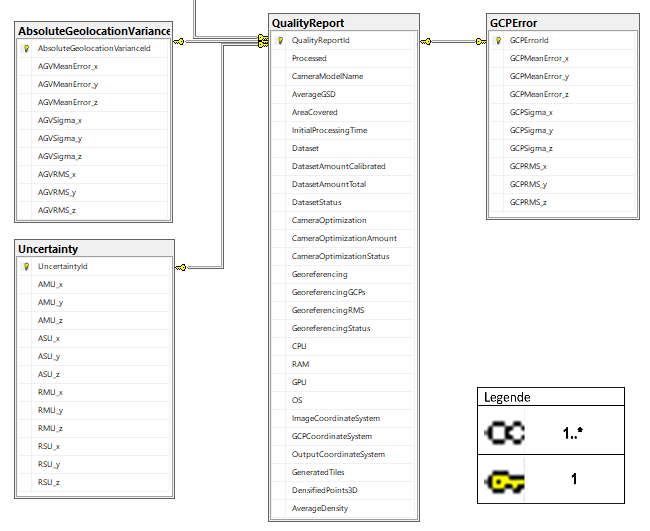 AbsoluteGeolocationVariance
AbsoluteGeolocationVarianceId
AGVMeanError_x
AGVMeanError_y
AGVMeanError_z
AGVSigma_x
AGVSigma_y
AGVSigma_z
AGVRMS_x
AGVRMS_y
AGVRMS_z
Uncertainty
UncertaintyId
AMU_x
AMU_y
AMU_z
ASU_x
ASU_y
ASU_z
RMU_x
RMU_y
RMU_z
RSU_x
RSU_y
RSU_z
QualityReport
QualityReportId
Processed
CameraModelName
AverageGSD
AreaCovered
InitialProcessingTime
Dataset
DatasetAmountCalibrated
DatasetAmountTotal
DatasetStatus
CameraOptimization
CameraOptimizationAmount
CameraOptimizationStatus
Georeferencing
GeoreferencingGCPs
GeoreferencingRMS
GeoreferencingStatus
CPU
RAM
GPU
OS
ImageCoordinateSystem
GCPCoordinateSystem
OutputCoordinateSystem
GeneratedTiles
DensifiedPoints3D
AverageDensity
GCPError
GCPErrorId
GCPMeanError_x
GCPMeanError_y
GCPMeanError_z
GCPSigma_x
GCPSigma_y
GCPSigma_z
GCPRMS_x
GCPRMS_y
GCPRMS_z
Legende
1..*
1